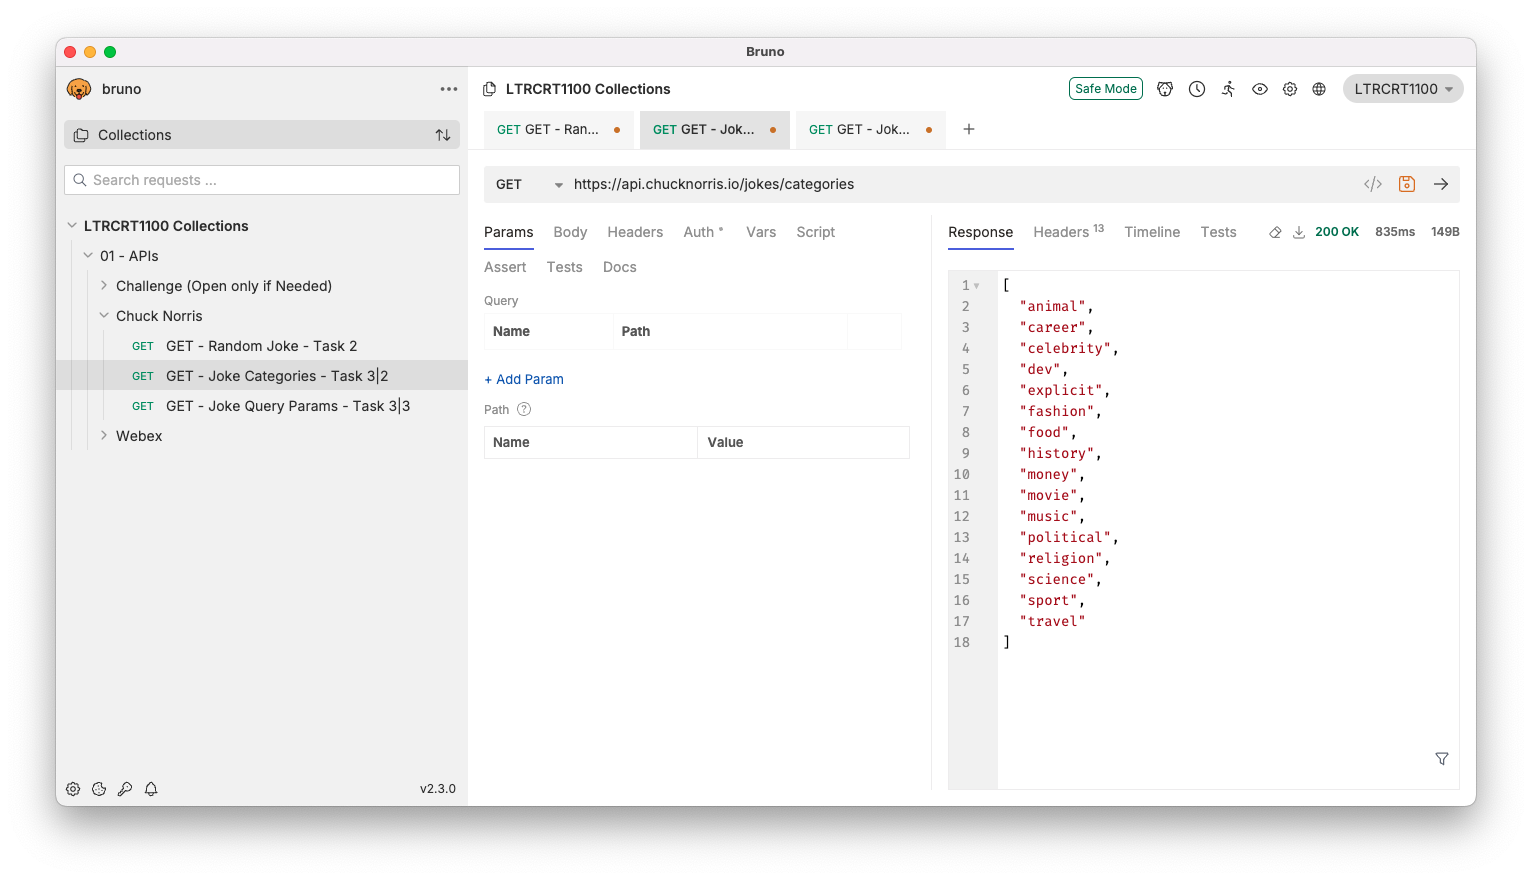 Bruno
bruno
Collections
Search requests ...
LTRCRT1100 Collections
01 - APIs
Challenge (Open only if Needed)
Chuck Norris
GET GET - Random Joke - Task 2
GET GET - Joke Categories - Task 3|2
GET GET - Joke Query Params - Task 3|3
Webex
v2.3.0
LTRCRT1100 Collections
Safe Mode
LTRCRT1100
GET GET - Ran...
GET GET - Jok...
GET GET - Jok...
GET https://api.chucknorris.io/jokes/categories
Params Body Headers Auth Vars Script
Assert Tests Docs
Query
Name Path
+ Add Param
Path ?
Name Value
Response Headers 13 Timeline Tests 200 OK 835ms 149B
1 [
2 "animal",
3 "career",
4 "celebrity",
5 "dev",
6 "explicit",
7 "fashion",
8 "food",
9 "history",
10 "money",
11 "movie",
12 "music",
13 "political",
14 "religion",
15 "science",
16 "sport",
17 "travel"
18 ]